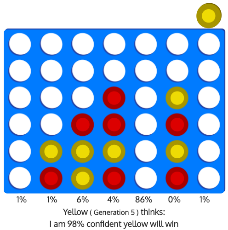 1% 1% 6% 4% 86% 0% 1%
Yellow ( Generation 5 ) thinks:
I am 98% confident yellow will win